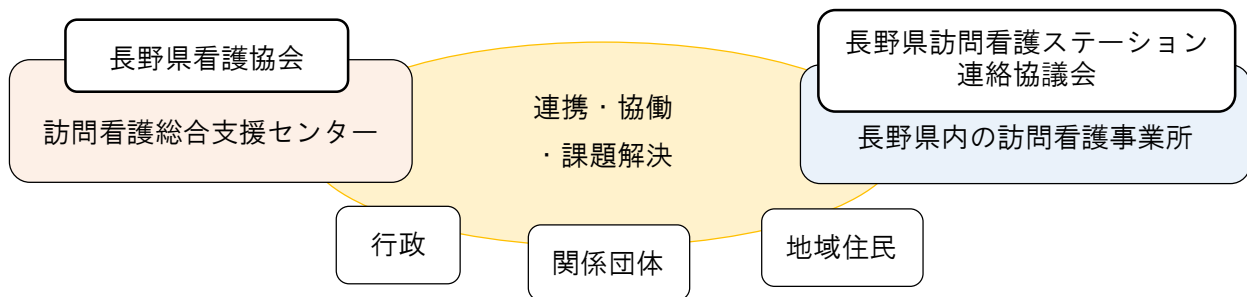 長野県看護協会
訪問看護総合支援センター
連携・協働
・課題解決
長野県訪問看護ステーション
連絡協議会
長野県内の訪問看護事業所
行政
関係団体
地域住民